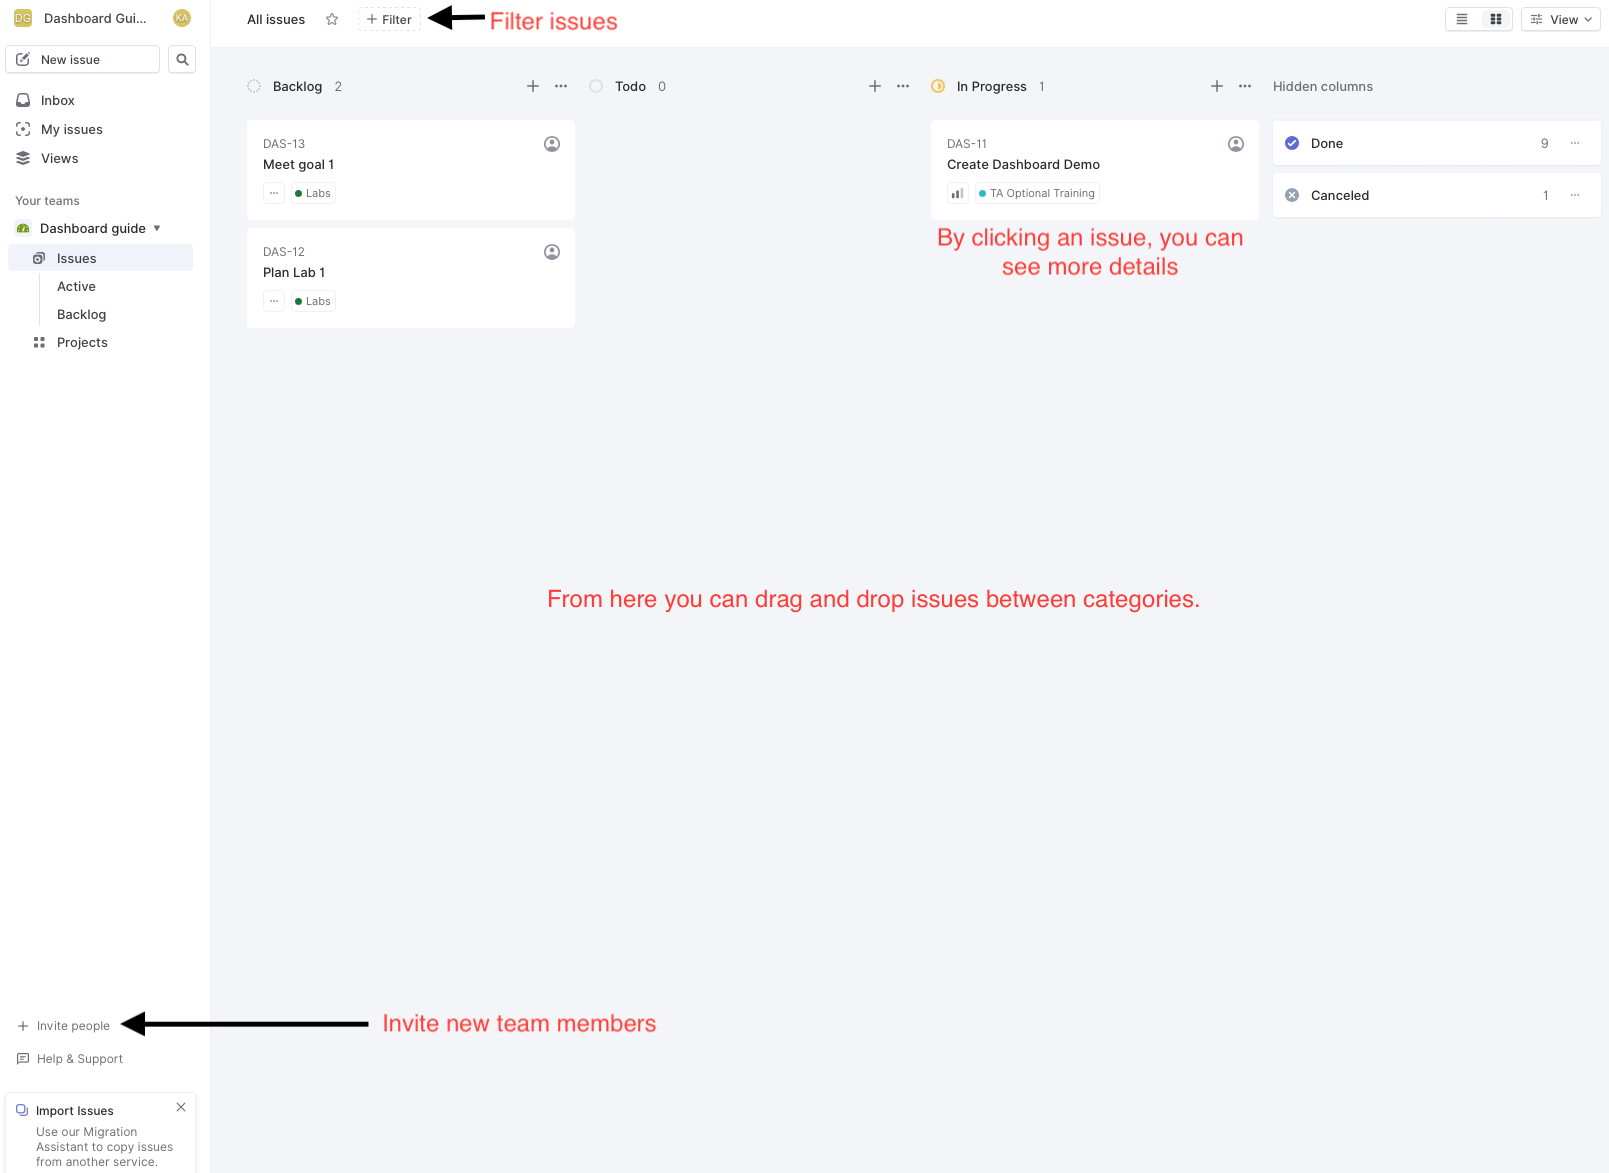 DG Dashboard Gui... KA
New issue
Inbox
My issues
Views
Your teams
Dashboard guide
Issues
Active
Backlog
Projects
Invite people
Help & Support
Import Issues
Use our Migration
Assistant to copy issues
from another service.
All issues
Filter
Filter issues
View
Backlog 2
DAS-13
Meet goal 1
Labs
DAS-12
Plan Lab 1
Labs
Todo 0
In Progress 1
DAS-11
Create Dashboard Demo
TA Optional Training
By clicking an issue, you can
see more details
Hidden columns
Done 9
Canceled 1
From here you can drag and drop issues between categories.
Invite new team members